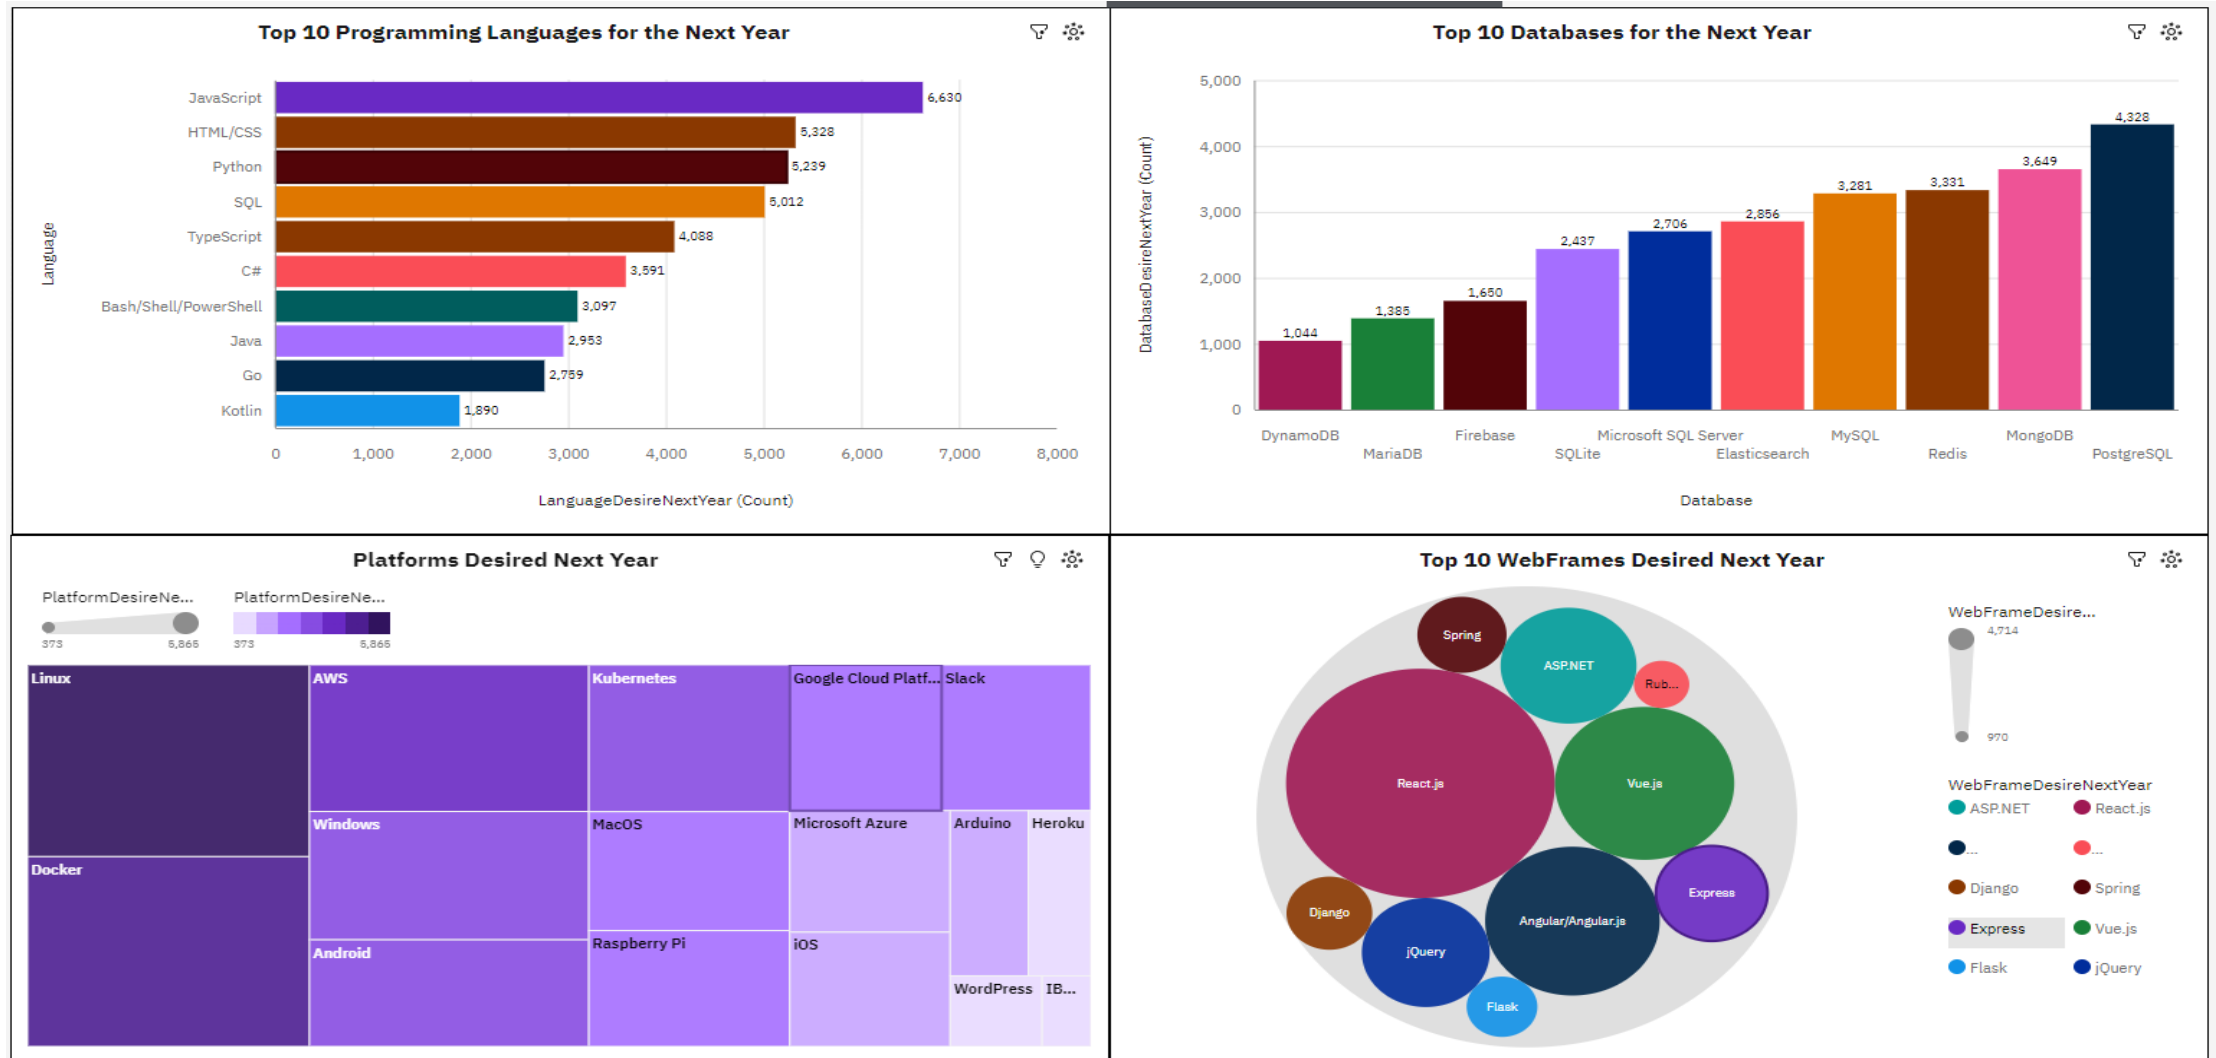 Top 10 Programming Languages for the Next Year
Language
JavaScript 6,630
HTML/CSS 5,328
Python 5,239
SQL 5,012
TypeScript 4,088
C# 3,591
Bash/Shell/PowerShell 3,097
Java 2,953
Go 2,759
Kotlin 1,890
0 1,000 2,000 3,000 4,000 5,000 6,000 7,000 8,000
LanguageDesireNextYear (Count)
Top 10 Databases for the Next Year
DatabaseDesireNextYear (Count)
5,000
4,000
3,000
2,000
1,000
0
1,044 1,385 1,650 2,437 2,706 2,856 3,281 3,331 3,649 4,328
DynamoDB Firebase Microsoft SQL Server MySQL MongoDB
MariaDB SQLite Elasticsearch Redis PostgreSQL
Database
Platforms Desired Next Year
PlatformDesireNe... PlatformDesireNe...
373 5,865 373 5,865
Linux AWS Kubernetes Google Cloud Platf... Slack
Windows MacOS Microsoft Azure Arduino Heroku
Docker
Android Raspberry Pi iOS
WordPress IB...
Top 10 WebFrames Desired Next Year
Spring
ASP.NET
Rub...
React.js Vue.js
Express
Django Angular/Angular.js
jQuery
Flask
WebFrameDesire...
4,714
970
WebFrameDesireNextYear
ASP.NET React.js
... ...
Django Spring
Express Vue.js
Flask jQuery